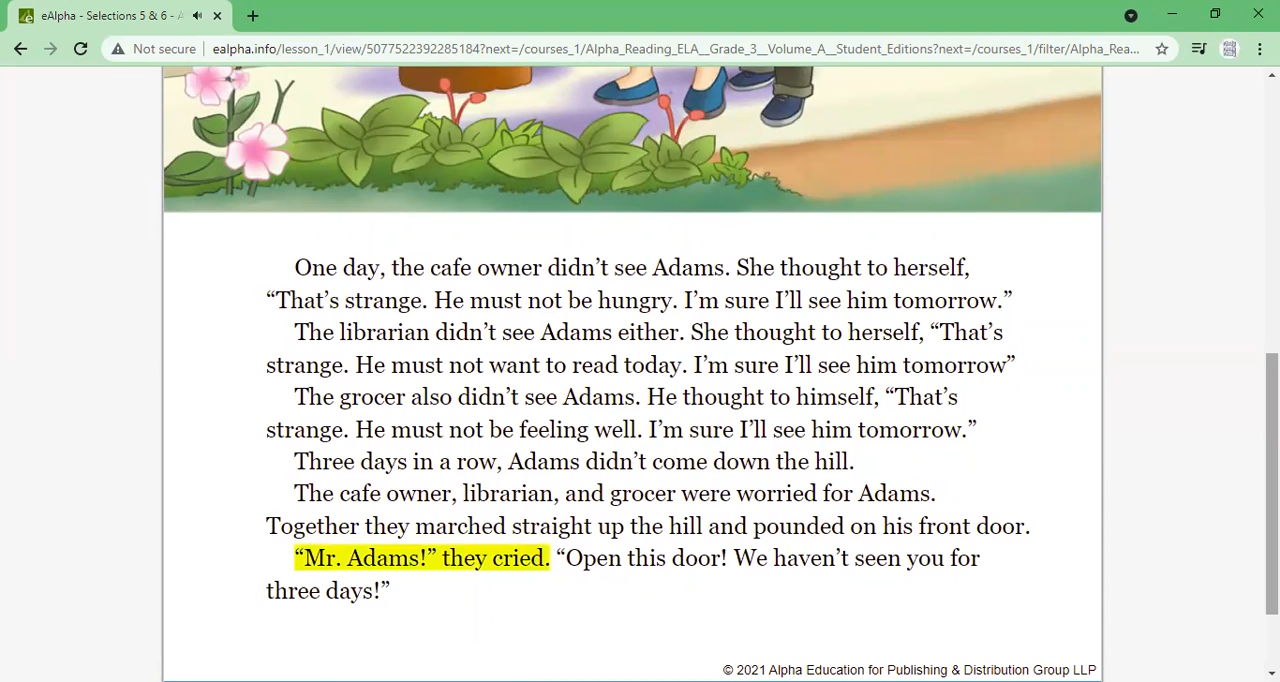 eAlpha - Selections 5 & 6 - A
Not secure
ealpha.info/lesson_1/view/5077522392285184?next=/courses_1/Alpha_Reading_ELA__Grade_3__Volume_A__Student_Editions?next=/courses_1/filter/Alpha_Rea...
One day, the cafe owner didn’t see Adams. She thought to herself,
“That’s strange. He must not be hungry. I’m sure I’ll see him tomorrow.”
The librarian didn’t see Adams either. She thought to herself, “That’s
strange. He must not want to read today. I’m sure I’ll see him tomorrow”
The grocer also didn’t see Adams. He thought to himself, “That’s
strange. He must not be feeling well. I’m sure I’ll see him tomorrow.”
Three days in a row, Adams didn’t come down the hill.
The cafe owner, librarian, and grocer were worried for Adams.
Together they marched straight up the hill and pounded on his front door.
“Mr. Adams!” they cried. “Open this door! We haven’t seen you for
three days!”
© 2021 Alpha Education for Publishing & Distribution Group LLP